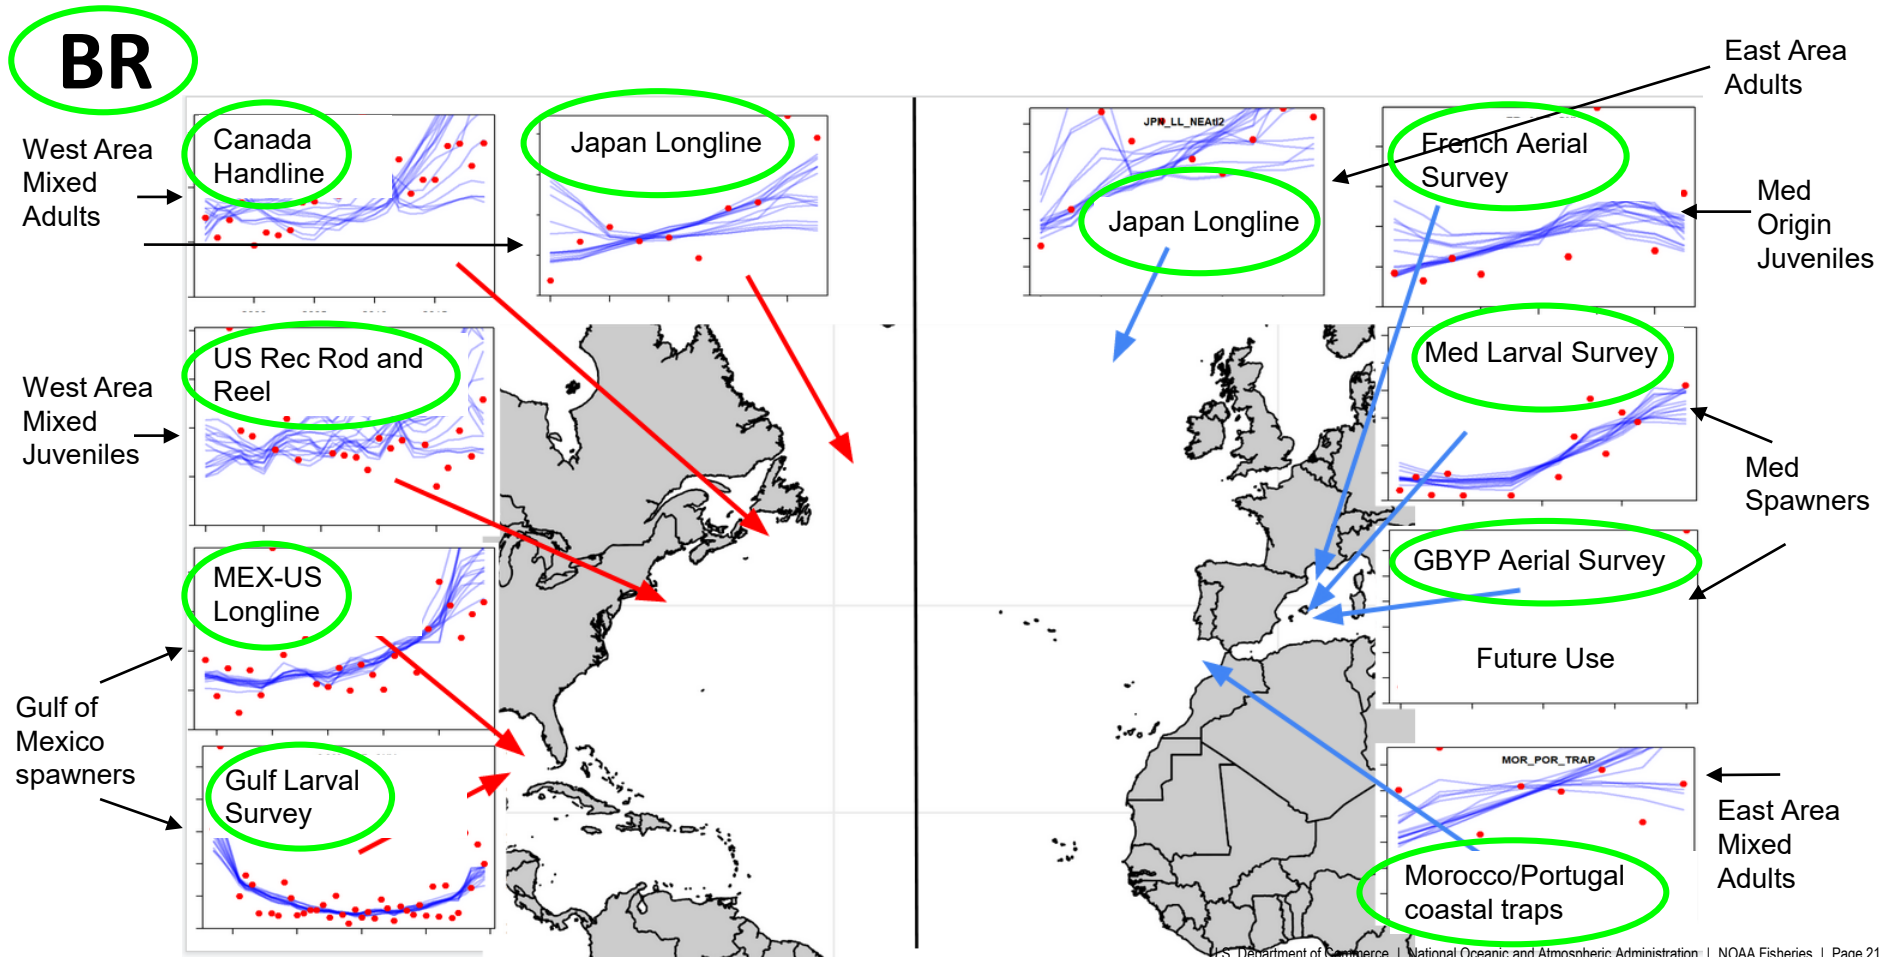 BR
West Area
Mixed
Adults
Canada
Handline
Japan Longline
JPN_LL_NEAtl2
Japan Longline
East Area
Adults
French Aerial
Survey
Med
Origin
Juveniles
West Area
Mixed
Juveniles
US Rec Rod and
Reel
Med Larval Survey
Med
Spawners
MEX-US
Longline
GBYP Aerial Survey
Future Use
Gulf of
Mexico
spawners
Gulf Larval
Survey
MOR_POR_TRAP
East Area
Mixed
Adults
Morocco/Portugal
coastal traps
U.S. Department of Commerce | National Oceanic and Atmospheric Administration | NOAA Fisheries | Page 21